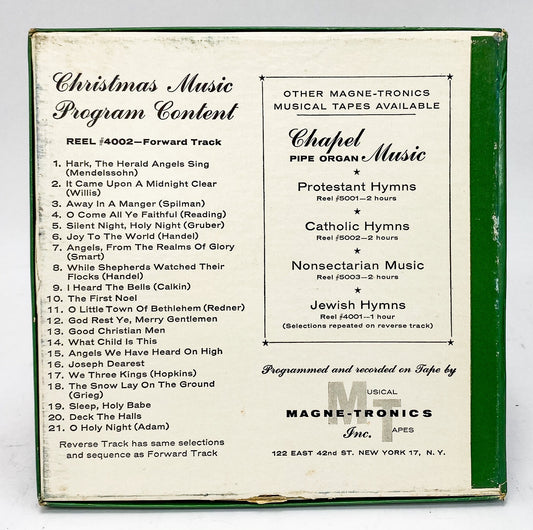 Christmas Music
Program Content
REEL #4002—Forward Track
1. Hark, The Herald Angels Sing
(Mendelssohn)
2. It Came Upon A Midnight Clear
(Willis)
3. Away In A Manger (Spilman)
4. O Come All Ye Faithful (Reading)
5. Silent Night, Holy Night (Gruber)
6. Joy To The World (Handel)
7. Angels, From The Realms Of Glory
(Smart)
8. While Shepherds Watched Their
Flocks (Handel)
9. I Heard The Bells (Calkin)
10. The First Noel
11. O Little Town Of Bethlehem (Redner)
12. God Rest Ye, Merry Gentlemen
13. Good Christian Men
14. What Child Is This
15. Angels We Have Heard On High
16. Joseph Dearest
17. We Three Kings (Hopkins)
18. The Snow Lay On The Ground
(Grieg)
19. Sleep, Holy Babe
20. Deck The Halls
21. O Holy Night (Adam)
Reverse Track has same selections
and sequence as Forward Track
OTHER MAGNE-TRONICS
MUSICAL TAPES AVAILABLE
Chapel
PIPE ORGAN Music
Protestant Hymns
Reel #5001—2 hours
Catholic Hymns
Reel #5002—2 hours
Nonsectarian Music
Reel #5003—2 hours
Jewish Hymns
Reel #4001—1 hour
(Selections repeated on reverse track)
Programmed and recorded on Tape by
MUSICAL
MAGNE-TRONICS
Inc. TAPES
122 EAST 42nd ST. NEW YORK 17, N. Y.